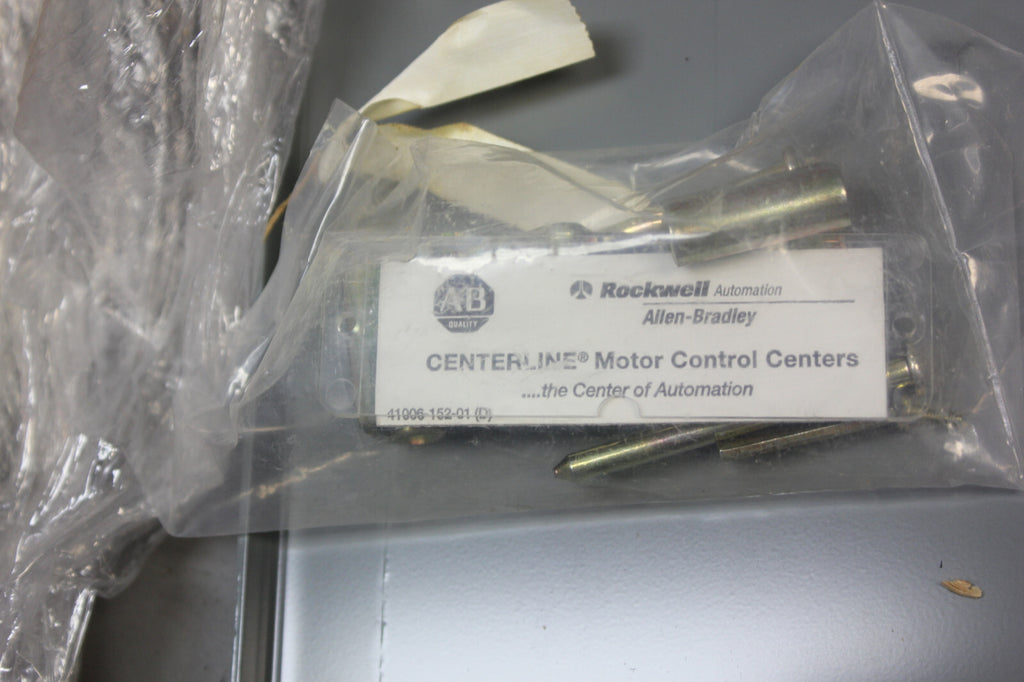 AB
QUALITY
Rockwell Automation
Allen-Bradley
CENTERLINE® Motor Control Centers
....the Center of Automation
41006-152-01 (D)